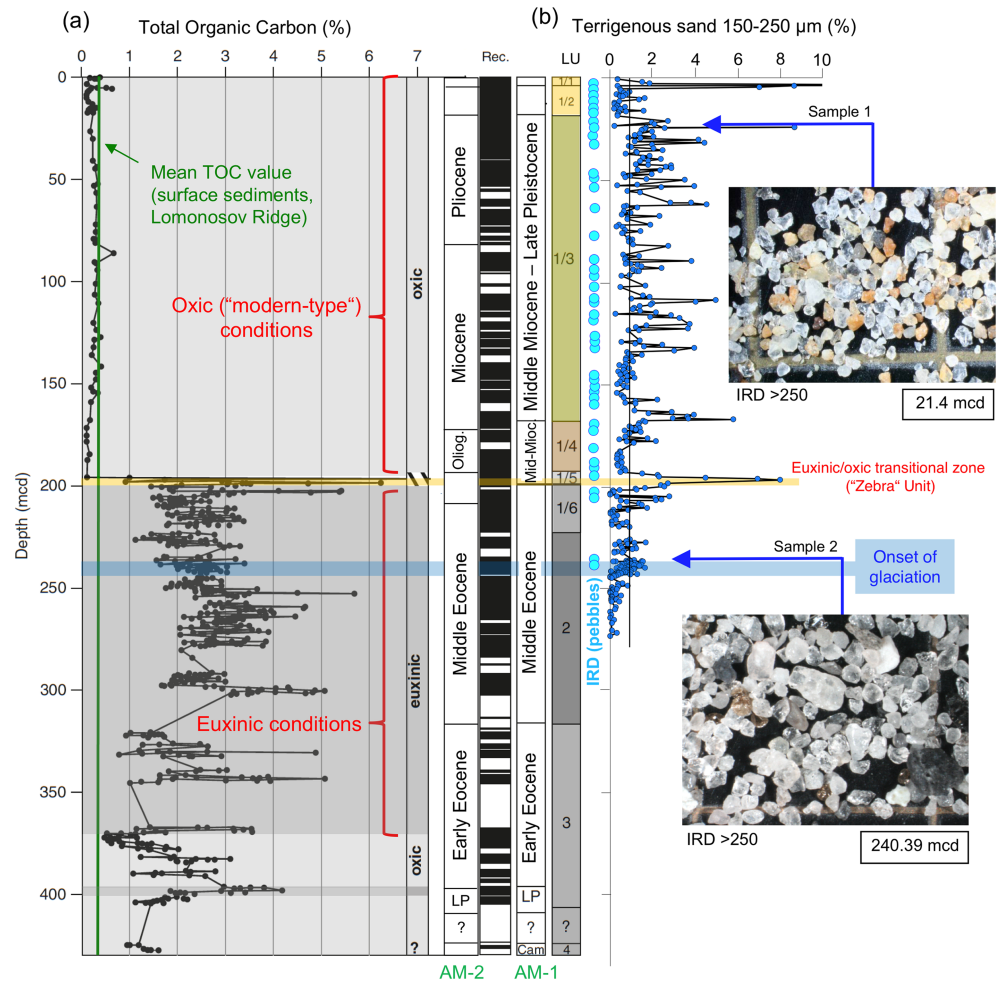 (a)
Total Organic Carbon (%)
0 1 2 3 4 5 6 7
Rec.
(b)
Terrigenous sand 150-250 µm (%)
LU
0 2 4 6 8 10
Depth (mcd)
0
50
100
150
200
250
300
350
400
Mean TOC value
(surface sediments,
Lomonosov Ridge)
Oxic (“modern-type“)
conditions
Euxinic conditions
oxic
euxinic
oxic
?
Pliocene
Miocene
Oliog.
Middle Eocene
Early Eocene
LP
?
AM-2
Middle Miocene – Late Pleistocene
Mid-Mioc.
Middle Eocene
Early Eocene
LP
?
Cam
AM-1
1/1
1/2
1/3
1/4
1/5
1/6
2
3
?
4
IRD (pebbles)
Sample 1
IRD >250
21.4 mcd
Euxinic/oxic transitional zone
(“Zebra“ Unit)
Sample 2
Onset of
glaciation
IRD >250
240.39 mcd